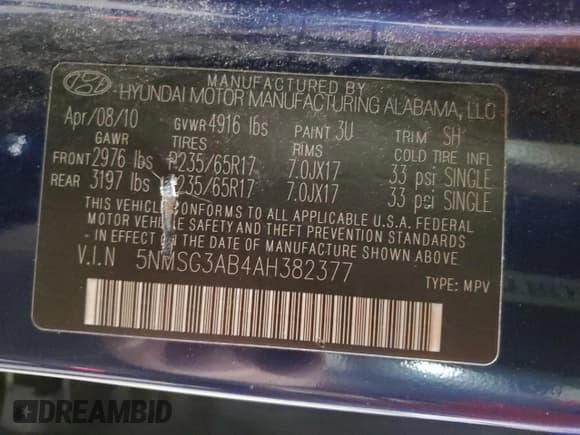 MANUFACTURED BY
HYUNDAI MOTOR MANUFACTURING ALABAMA, LLC
Apr/08/10 GVWR 4916 lbs PAINT 3U TRIM SH
GAWR TIRES RIMS COLD TIRE INFL
FRONT 2976 lbs P235/65R17 7.0JX17 33 psi SINGLE
REAR 3197 lbs 235/65R17 7.0JX17 33 psi SINGLE
THIS VEHICLE CONFORMS TO ALL APPLICABLE U.S.A. FEDERAL
MOTOR VEHICLE SAFETY AND THEFT PREVENTION STANDARDS
- IN EFFECT ON THE DATE OF MANUFACTURE SHOWN ABOVE -
V.I.N 5NMSG3AB4AH382377
TYPE: MPV
DREAMBID